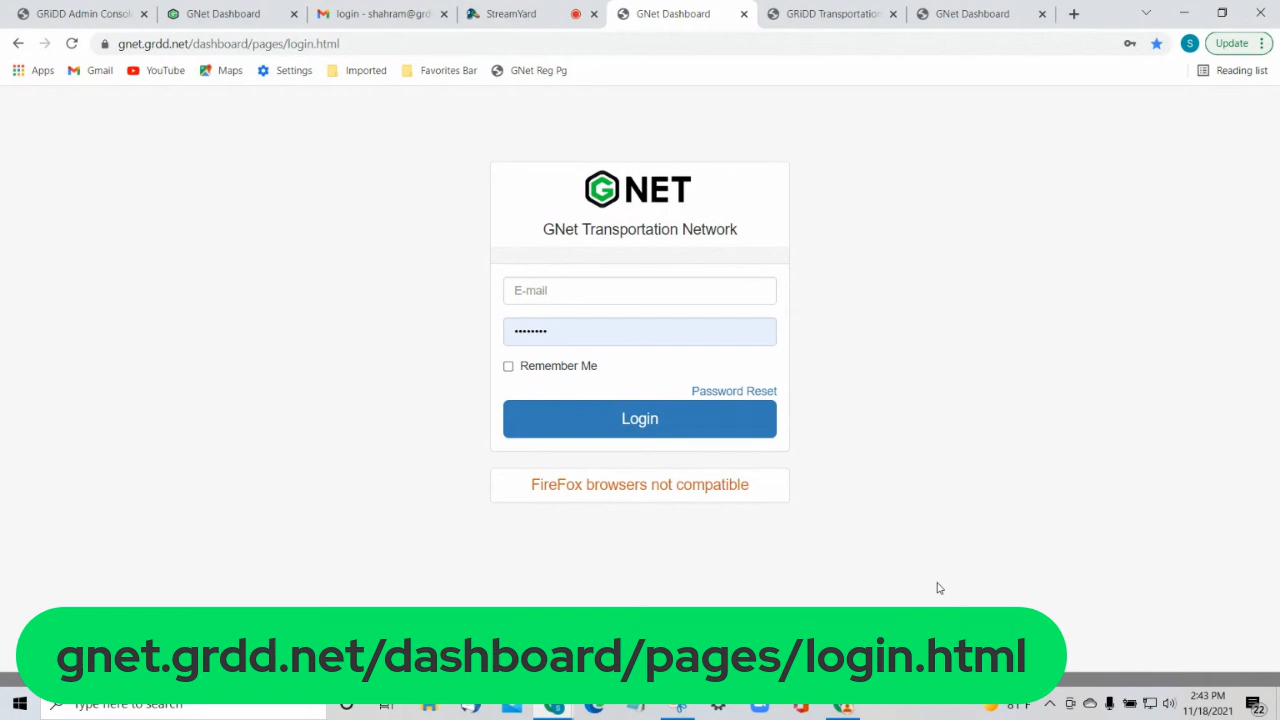 GRiDD Admin Console
GNet Dashboard
login - shahram@grd
StreamYard
GNet Dashboard
GRiDD Transportation
GNet Dashboard
gnet.grdd.net/dashboard/pages/login.html
S
Update
Apps
Gmail
YouTube
Maps
Settings
Imported
Favorites Bar
GNet Reg Pg
Reading list
G NET
GNet Transportation Network
E-mail
Remember Me
Password Reset
Login
FireFox browsers not compatible
gnet.grdd.net/dashboard/pages/login.html
Type here to search
2:43 PM
11/18/2021
22